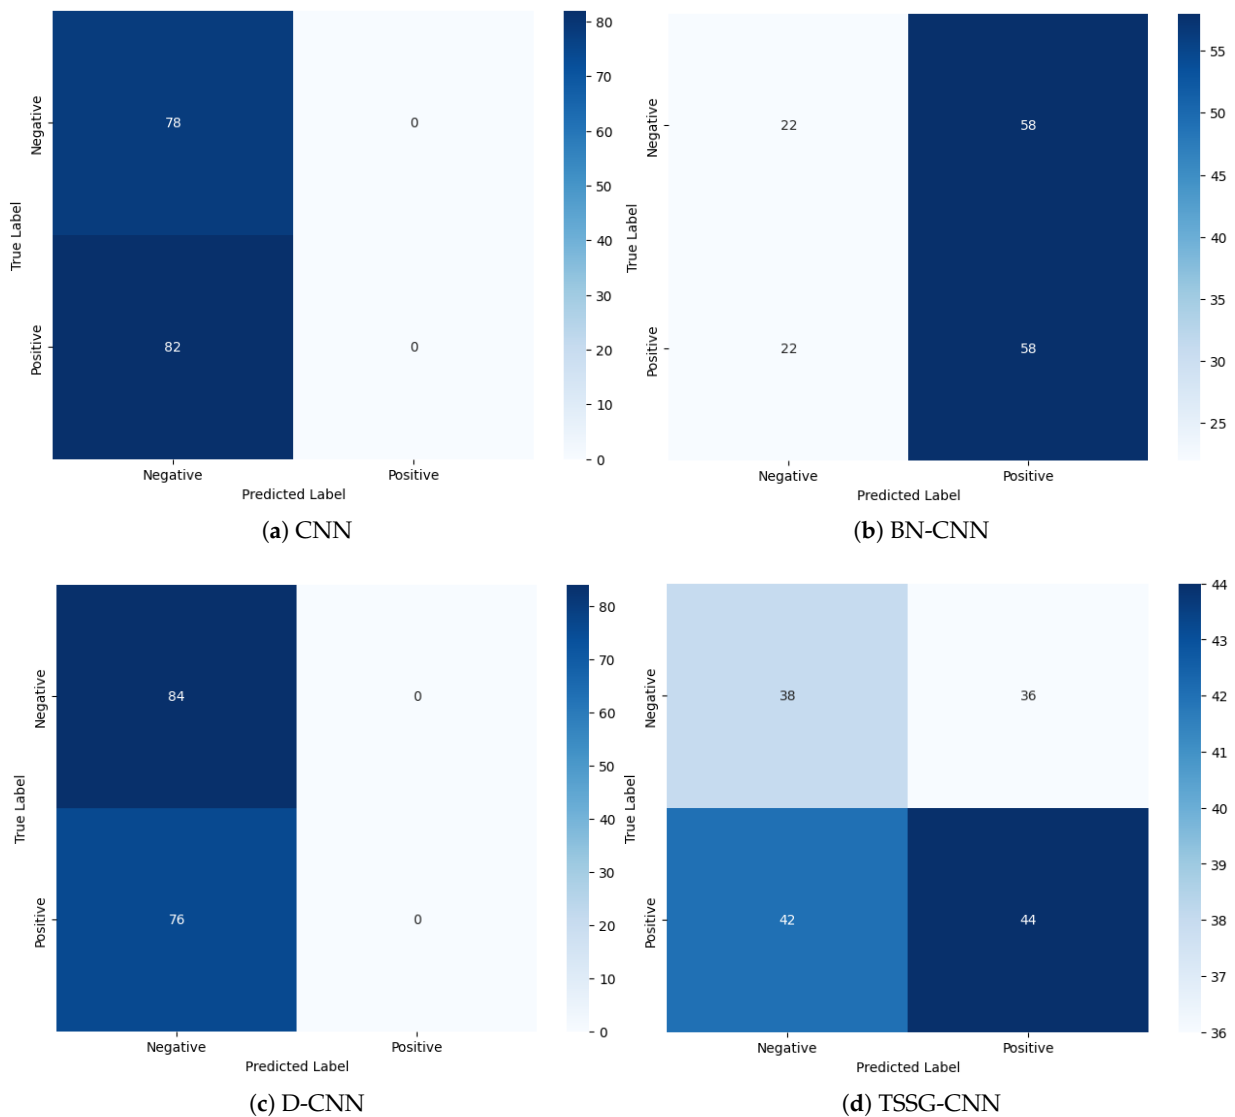 80
70
60
50
40
30
20
10
0
Negative
Positive
True Label
78
0
82
0
Negative
Positive
Predicted Label
(a) CNN
55
50
45
40
35
30
25
Negative
Positive
True Label
22
58
22
58
Negative
Positive
Predicted Label
(b) BN-CNN
80
70
60
50
40
30
20
10
0
Negative
Positive
True Label
84
0
76
0
Negative
Positive
Predicted Label
(c) D-CNN
44
43
42
41
40
39
38
37
36
Negative
Positive
True Label
38
36
42
44
Negative
Positive
Predicted Label
(d) TSSG-CNN